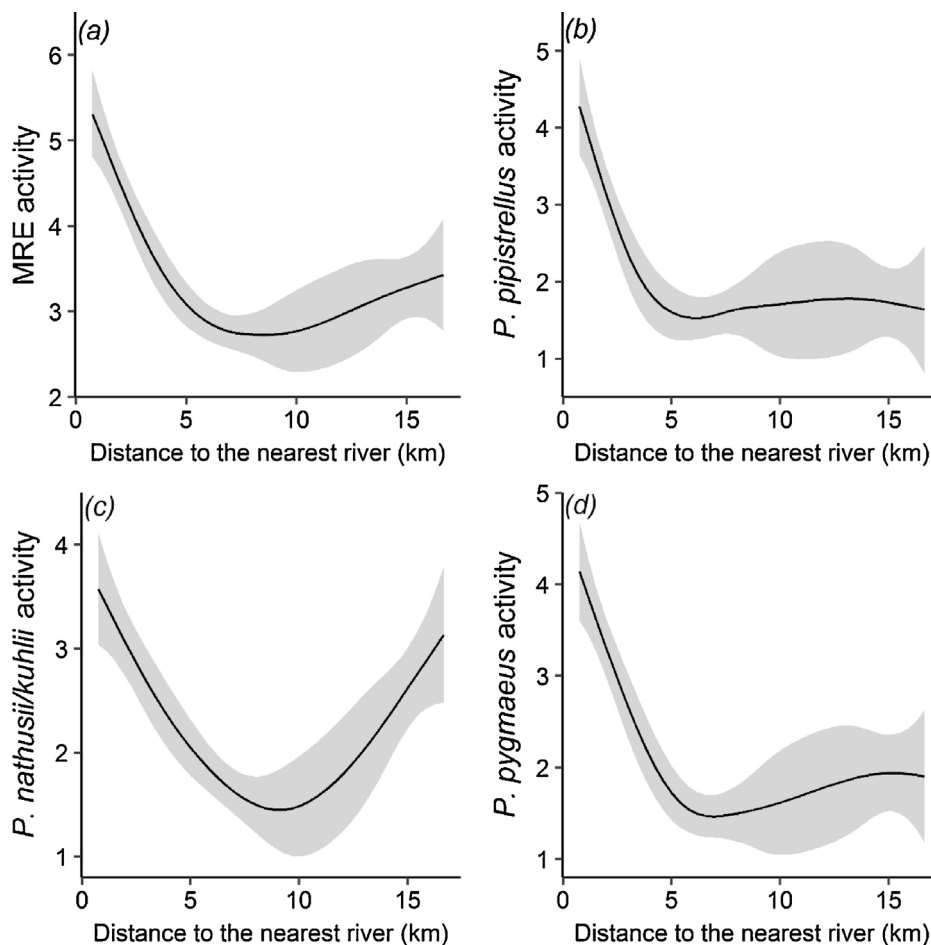 (a)
MRE activity
6
5
4
3
2
0 5 10 15
Distance to the nearest river (km)
(b)
P. pipistrellus activity
5
4
3
2
1
0 5 10 15
Distance to the nearest river (km)
(c)
P. nathusii/kuhlii activity
4
3
2
1
0 5 10 15
Distance to the nearest river (km)
(d)
P. pygmaeus activity
5
4
3
2
1
0 5 10 15
Distance to the nearest river (km)